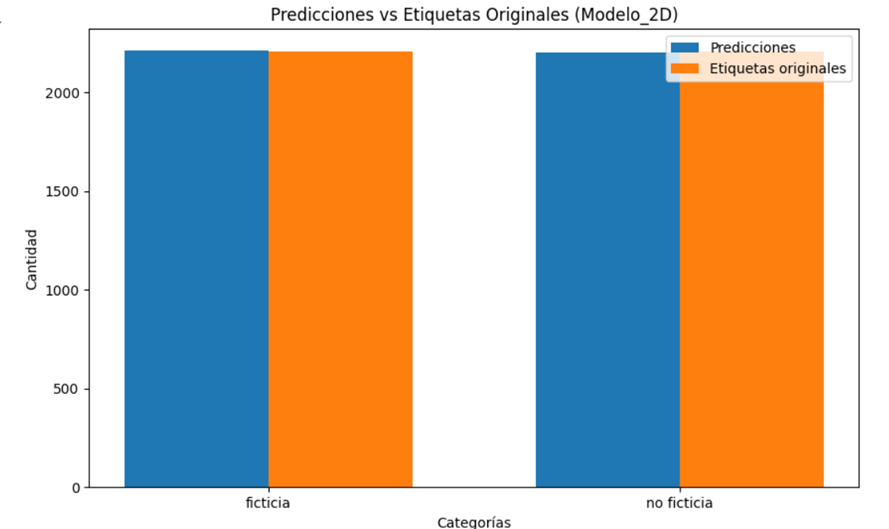 Predicciones vs Etiquetas Originales (Modelo_2D)
Predicciones
Etiquetas originales
2000
1500
1000
500
0
Cantidad
ficticia
no ficticia
Categorías